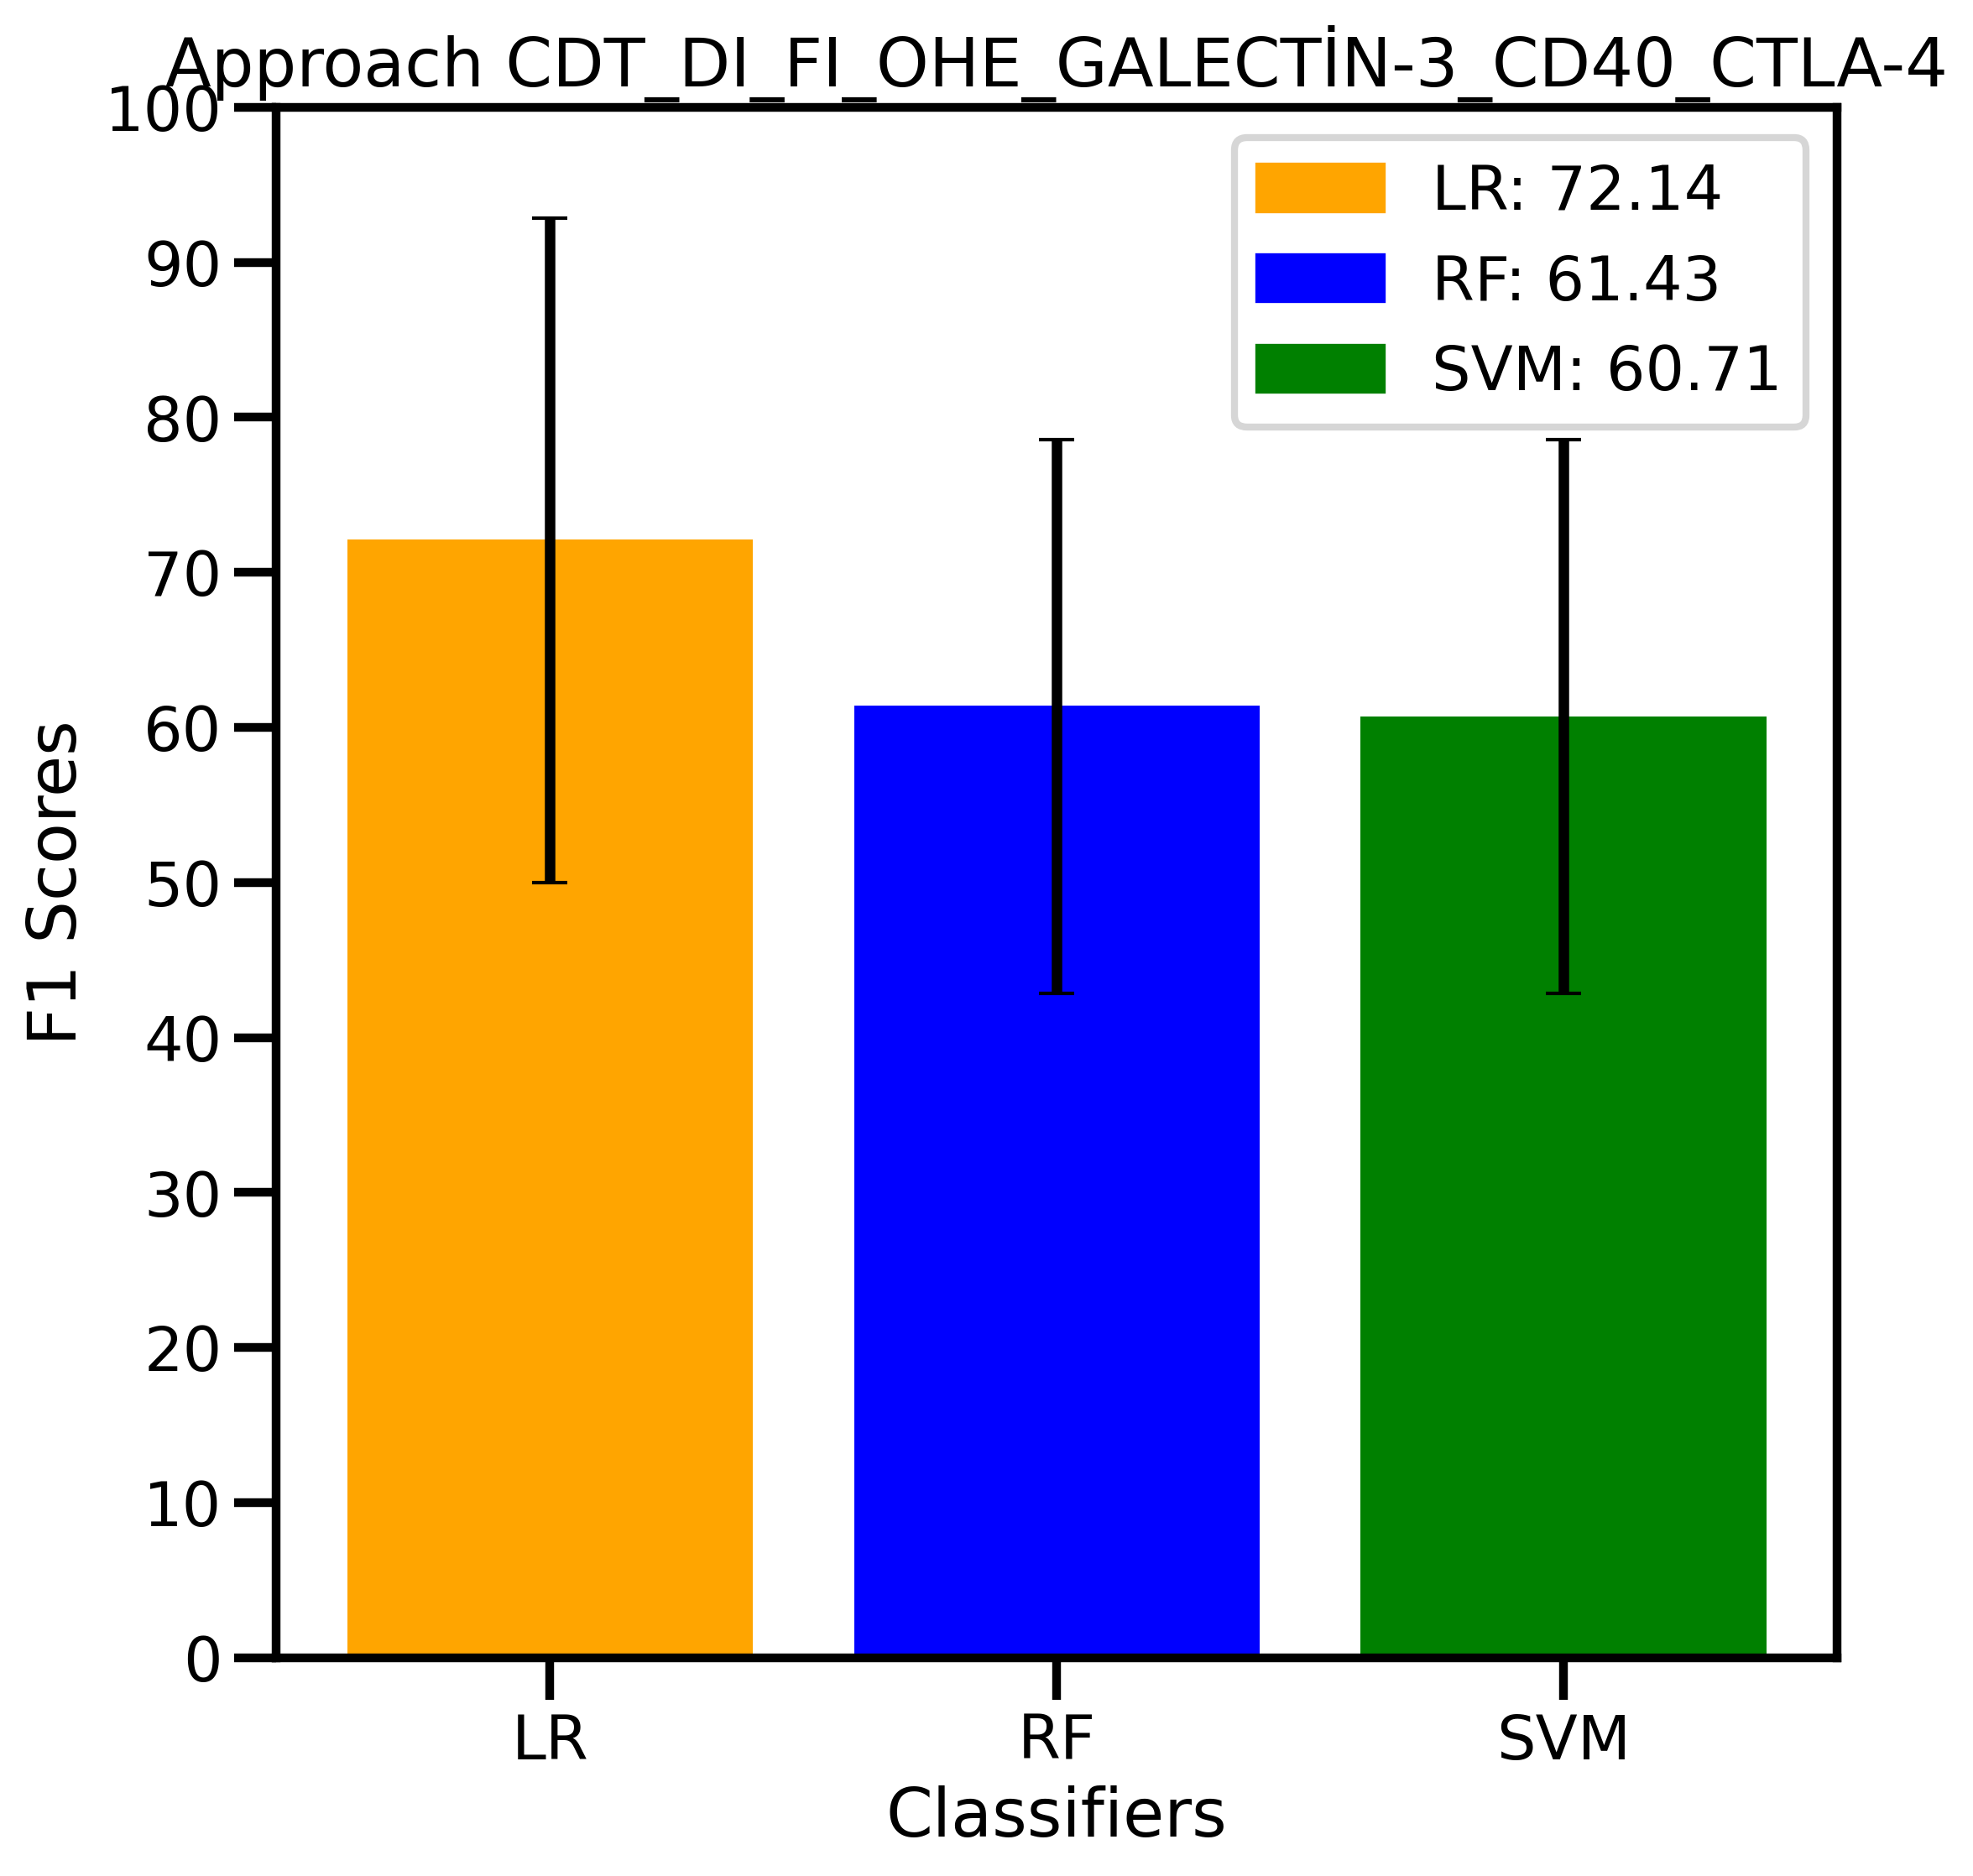 Approach CDT_DI_FI_OHE_GALECTİN-3_CD40_CTLA-4
LR: 72.14
RF: 61.43
SVM: 60.71
F1 Scores
100
90
80
70
60
50
40
30
20
10
0
LR RF SVM
Classifiers